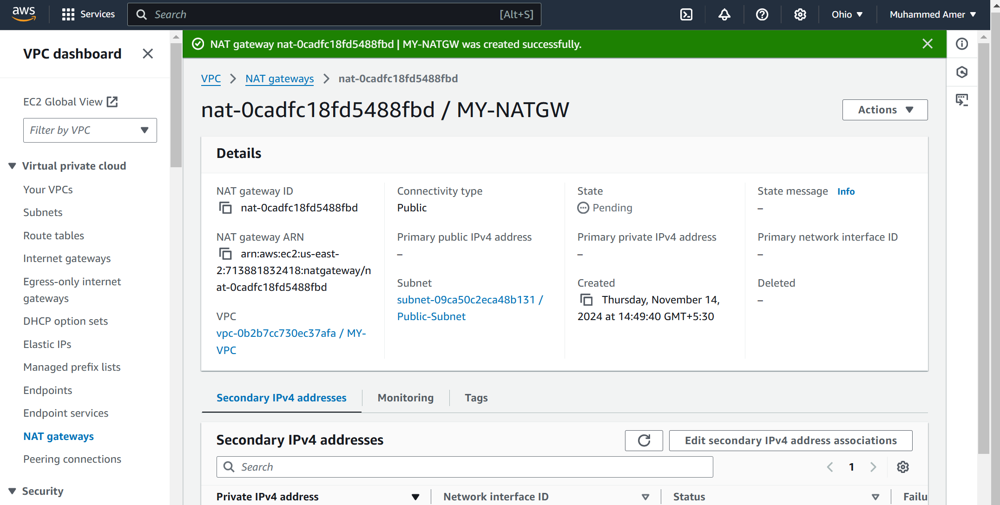 aws
Services
Search
[Alt+S]
Ohio ▼
Muhammed Amer ▼
VPC dashboard
EC2 Global View
Filter by VPC
Virtual private cloud
Your VPCs
Subnets
Route tables
Internet gateways
Egress-only internet
gateways
DHCP option sets
Elastic IPs
Managed prefix lists
Endpoints
Endpoint services
NAT gateways
Peering connections
Security
NAT gateway nat-0cadfc18fd5488fbd | MY-NATGW was created successfully.
VPC > NAT gateways > nat-0cadfc18fd5488fbd
nat-0cadfc18fd5488fbd / MY-NATGW
Actions ▼
Details
NAT gateway ID
nat-0cadfc18fd5488fbd
NAT gateway ARN
arn:aws:ec2:us-east-
2:713881832418:natgateway/n
at-0cadfc18fd5488fbd
VPC
vpc-0b2b7cc730ec37afa / MY-
VPC
Connectivity type
Public
Primary public IPv4 address
–
Subnet
subnet-09ca50c2eca48b131 /
Public-Subnet
State
Pending
Primary private IPv4 address
–
Created
Thursday, November 14,
2024 at 14:49:40 GMT+5:30
State message Info
–
Primary network interface ID
–
Deleted
–
Secondary IPv4 addresses
Monitoring
Tags
Secondary IPv4 addresses
Edit secondary IPv4 address associations
Search
1
Private IPv4 address
Network interface ID
Status
Failu